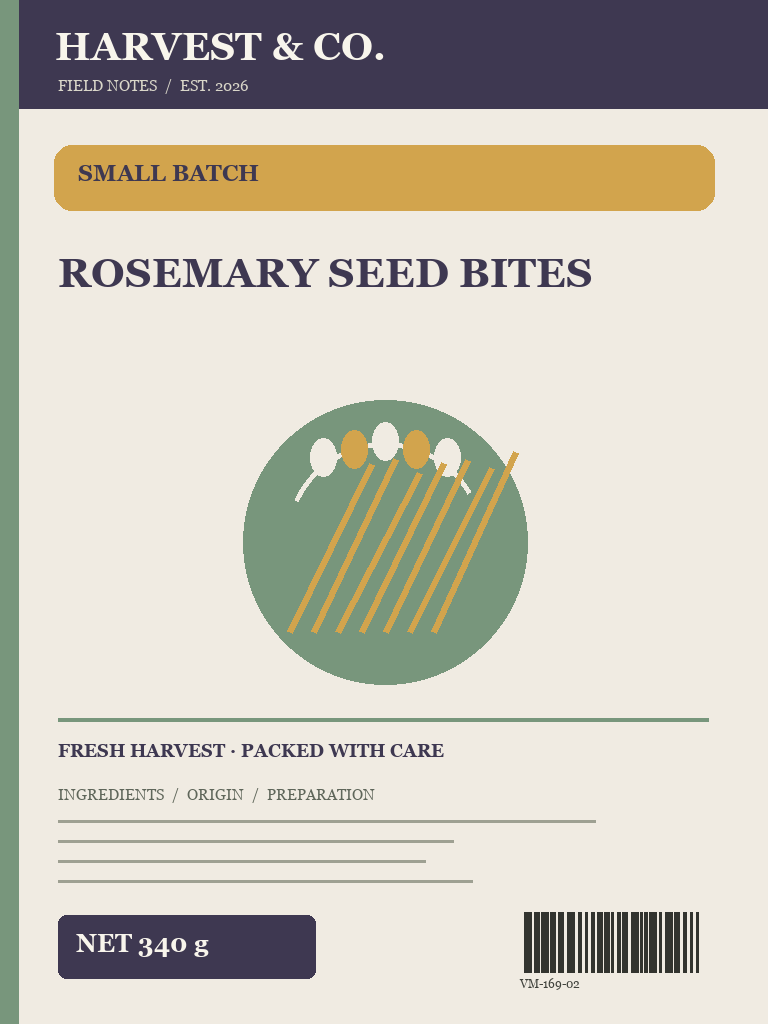 HARVEST & CO.
FIELD NOTES / EST. 2026
SMALL BATCH
ROSEMARY SEED BITES
FRESH HARVEST · PACKED WITH CARE
INGREDIENTS / ORIGIN / PREPARATION
NET 340 g
VM-169-02